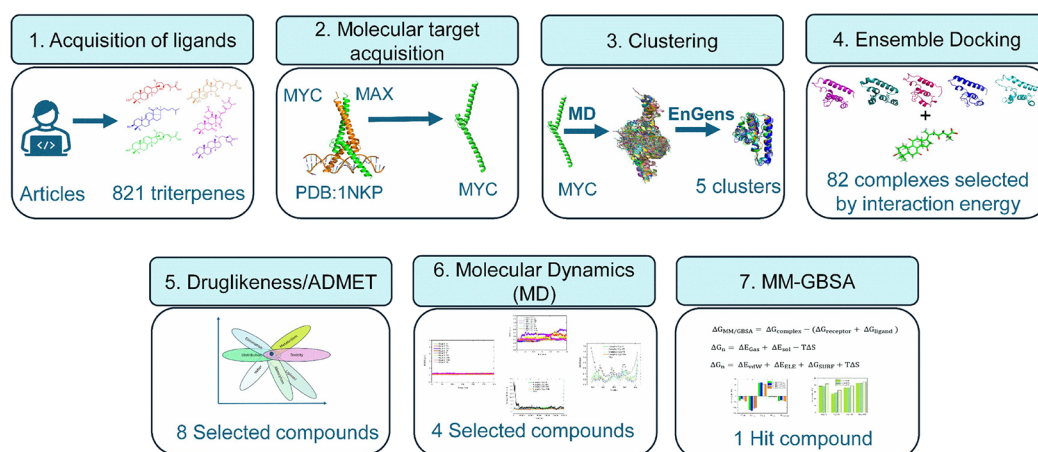 1. Acquisition of ligands
Articles
821 triterpenes
2. Molecular target
acquisition
MYC
MAX
PDB:1NKP
MYC
3. Clustering
MD
EnGens
MYC
5 clusters
4. Ensemble Docking
+
82 complexes selected
by interaction energy
5. Druglikeness/ADMET
8 Selected compounds
6. Molecular Dynamics
(MD)
4 Selected compounds
7. MM-GBSA
ΔG_MM/GBSA = ΔG_complex − (ΔG_receptor + ΔG_ligand)
ΔG_n = ΔE_Gas + ΔE_sol − TΔS
ΔG_n = ΔE_vdW + ΔE_ELE + ΔG_SURF + TΔS
1 Hit compound